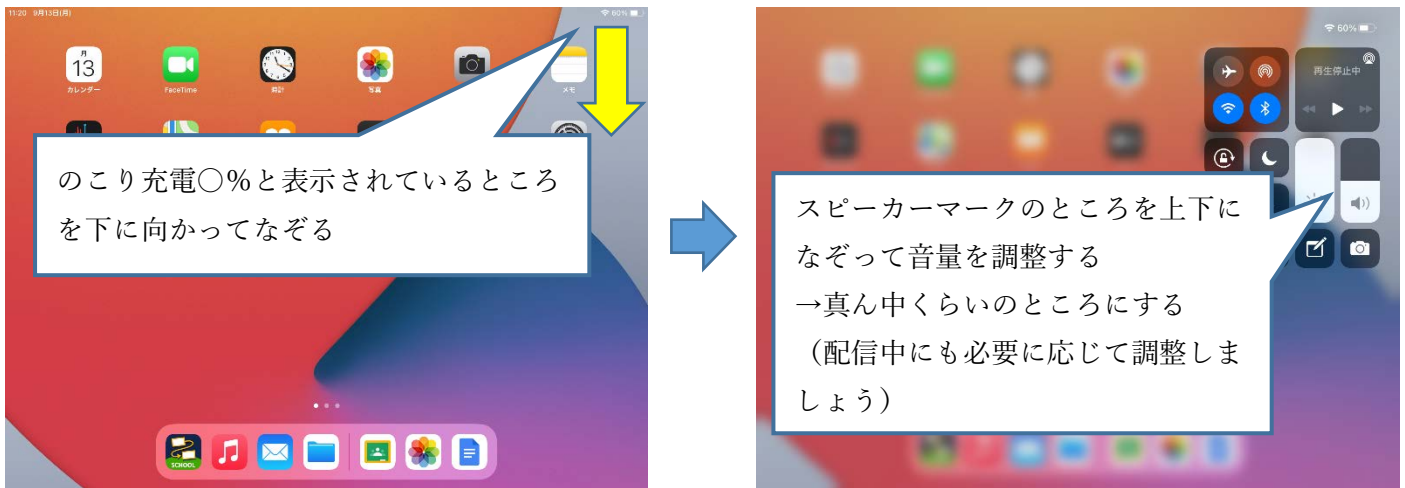 11:20 9月13日(月)
60%
月
13
カレンダー
FaceTime
時計
写真
メモ
のこり充電○%と表示されているところ
を下に向かってなぞる
SCHOOL
60%
再生停止中
スピーカーマークのところを上下に
なぞって音量を調整する
→真ん中くらいのところにする
(配信中にも必要に応じて調整しま
しょう)